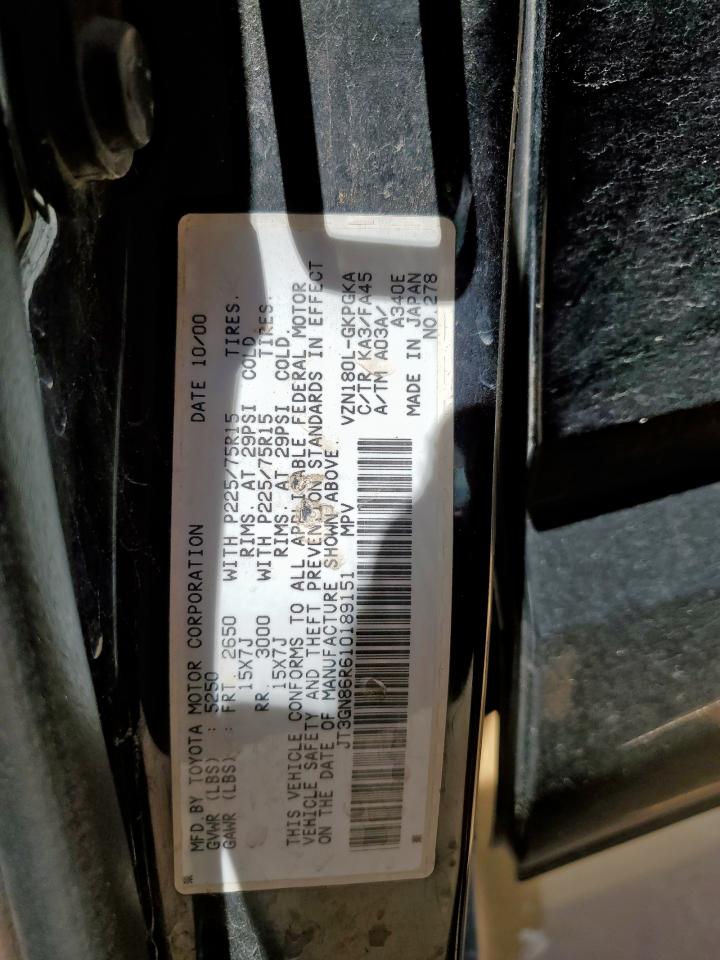 MFD BY TOYOTA MOTOR CORPORATION DATE 10/00
GVWR (LBS) : 5250
GAWR (LBS) : FRT. 2650 WITH P225/75R15 TIRES.
15X7J RIMS. AT 29PSI COLD
RR. 3000 WITH P225/75R15 TIRES.
15X7J RIMS. AT 29PSI COLD.
THIS VEHICLE CONFORMS TO ALL APPLICABLE FEDERAL MOTOR
VEHICLE SAFETY AND THEFT PREVENTION STANDARDS IN EFFECT
ON THE DATE OF MANUFACTURE SHOWN ABOVE
JT3GN86R610189151 MPV VZN180L-GKPGKA
C/TR KA3/FA45
A/TM A03A/
A340E
MADE IN JAPAN
NO.278